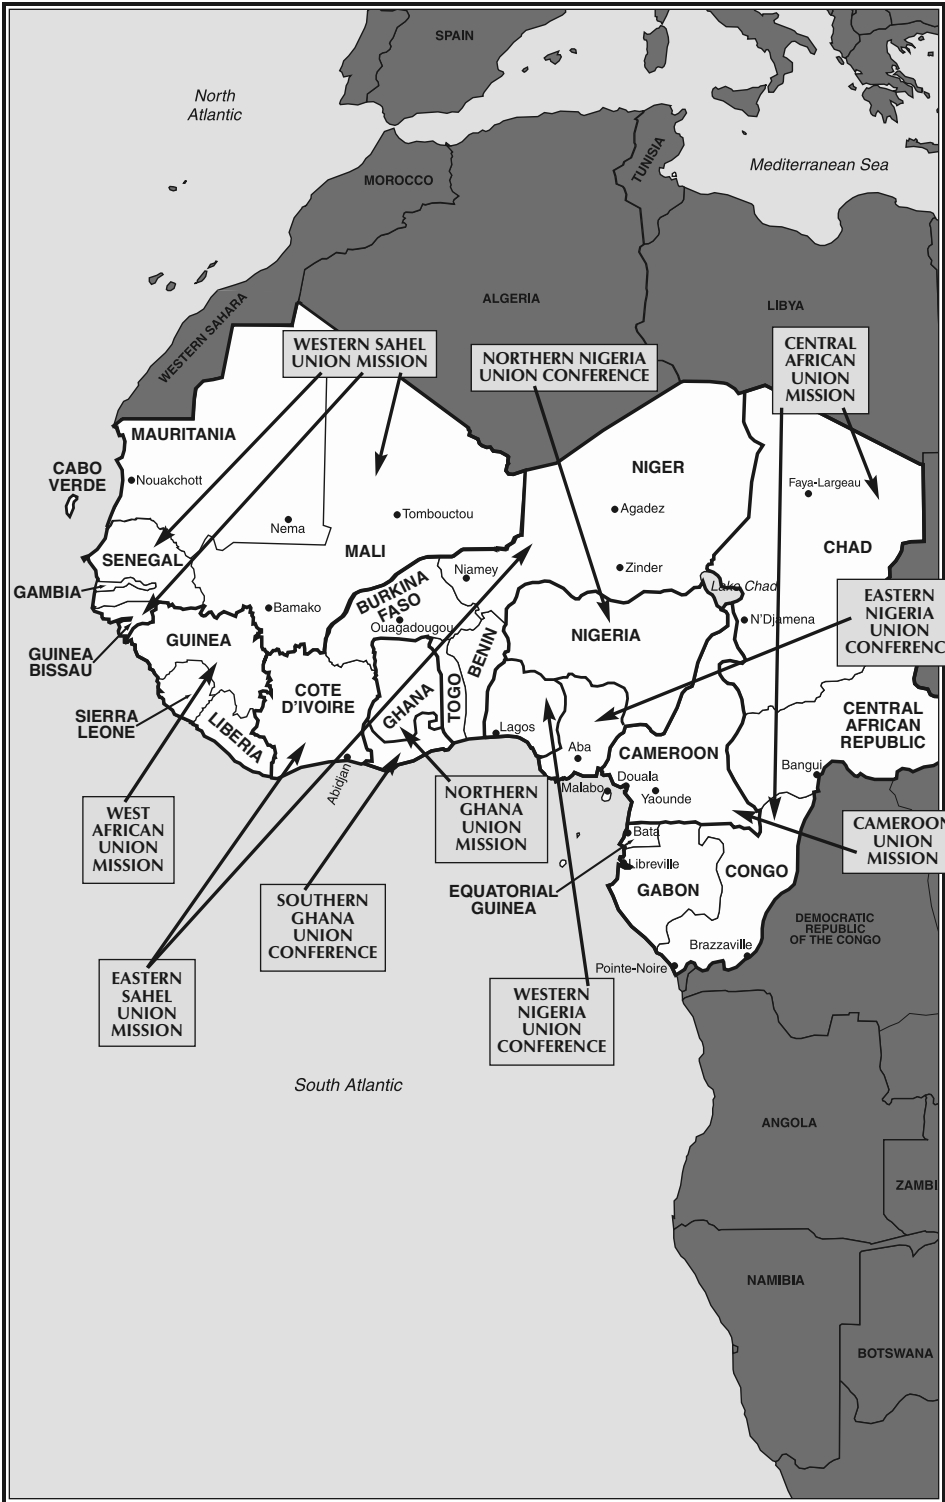 SPAIN
North
Atlantic
Mediterranean Sea
TUNISIA
MOROCCO
ALGERIA
LIBYA
WESTERN SAHARA
WESTERN SAHEL
UNION MISSION
NORTHERN NIGERIA
UNION CONFERENCE
CENTRAL
AFRICAN
UNION
MISSION
MAURITANIA
CABO
VERDE
Nouakchott
NIGER
Faya-Largeau
Nema
Tombouctou
Agadez
MALI
CHAD
SENEGAL
Niamey
Zinder
Lake Chad
GAMBIA
BURKINA
FASO
Bamako
Ouagadougou
N'Djamena
EASTERN
NIGERIA
UNION
CONFERENC
GUINEA
BISSAU
GUINEA
NIGERIA
BENIN
TOGO
GHANA
COTE
D'IVOIRE
SIERRA
LEONE
LIBERIA
Lagos
CENTRAL
AFRICAN
REPUBLIC
Aba
CAMEROON
Abidjan
Malabo
Douala
Yaounde
Bangui
WEST
AFRICAN
UNION
MISSION
NORTHERN
GHANA
UNION
MISSION
Bata
CAMEROON
UNION
MISSION
Libreville
CONGO
GABON
EQUATORIAL
GUINEA
SOUTHERN
GHANA
UNION
CONFERENCE
DEMOCRATIC
REPUBLIC
OF THE CONGO
Brazzaville
Pointe-Noire
EASTERN
SAHEL
UNION
MISSION
WESTERN
NIGERIA
UNION
CONFERENCE
South Atlantic
ANGOLA
ZAMBI
NAMIBIA
BOTSWANA